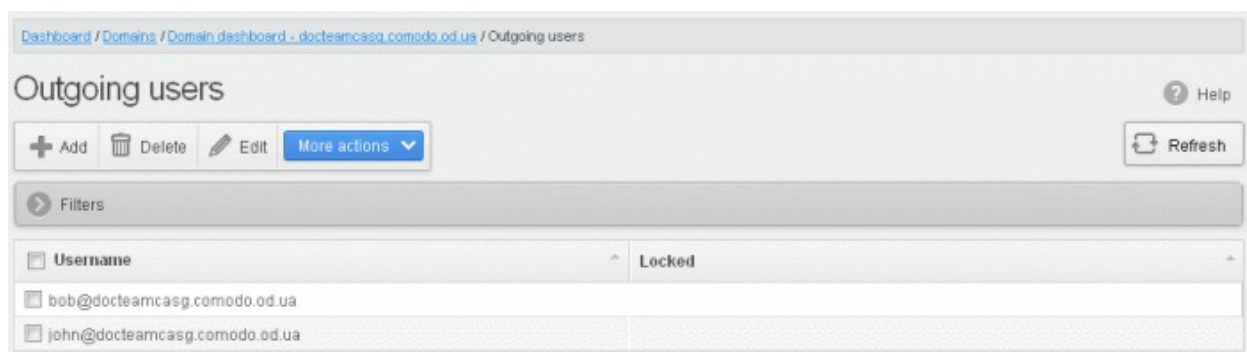 Dashboard / Domains / Domain dashboard - docteamcasg.comodo.od.ua / Outgoing users
Outgoing users
Help
Add Delete Edit More actions
Refresh
Filters
Username Locked
bob@docteamcasg.comodo.od.ua
john@docteamcasg.comodo.od.ua